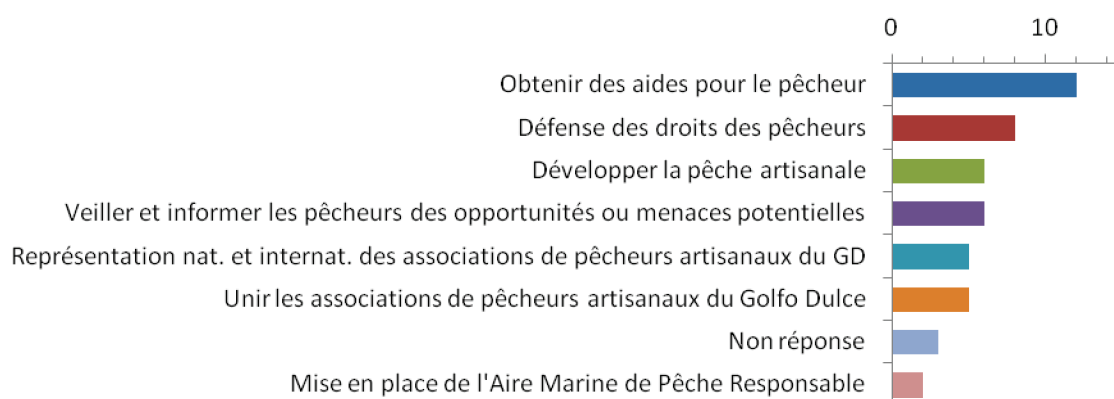 0 10
Obtenir des aides pour le pêcheur
Défense des droits des pêcheurs
Développer la pêche artisanale
Veiller et informer les pêcheurs des opportunités ou menaces potentielles
Représentation nat. et internat. des associations de pêcheurs artisanaux du GD
Unir les associations de pêcheurs artisanaux du Golfo Dulce
Non réponse
Mise en place de l'Aire Marine de Pêche Responsable